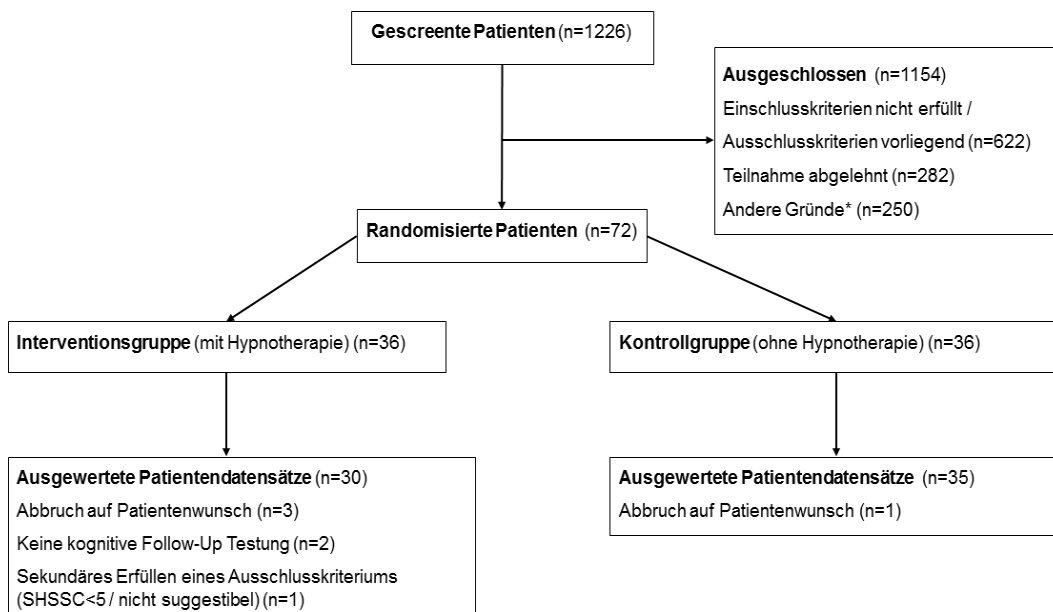 Gescreente Patienten (n=1226)
Ausgeschlossen (n=1154)
Einschlusskriterien nicht erfüllt /
Ausschlusskriterien vorliegend (n=622)
Teilnahme abgelehnt (n=282)
Andere Gründe* (n=250)
Randomisierte Patienten (n=72)
Interventionsgruppe (mit Hypnotherapie) (n=36)
Kontrollgruppe (ohne Hypnotherapie) (n=36)
Ausgewertete Patientendatensätze (n=30)
Abbruch auf Patientenwunsch (n=3)
Keine kognitive Follow-Up Testung (n=2)
Sekundäres Erfüllen eines Ausschlusskriteriums
(SHSSC<5 / nicht suggestibel) (n=1)
Ausgewertete Patientendatensätze (n=35)
Abbruch auf Patientenwunsch (n=1)